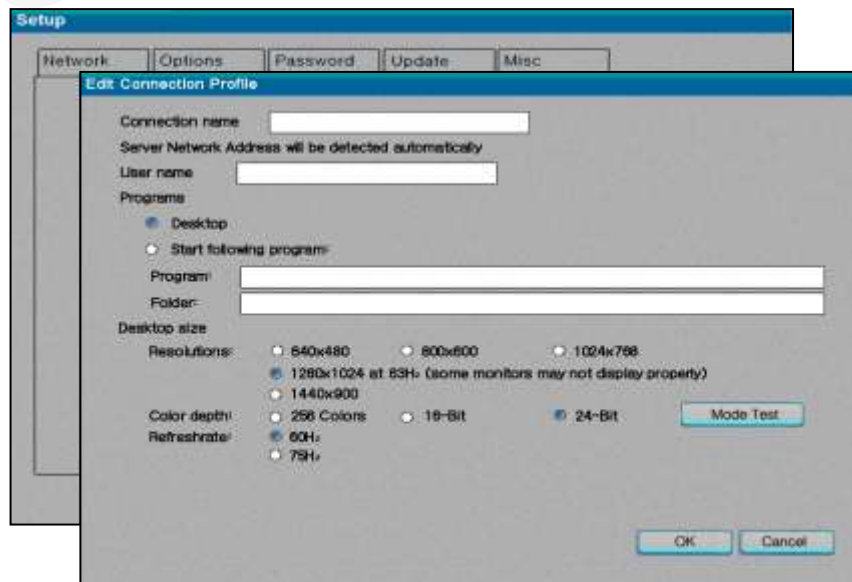 Setup
Network Options Password Update Misc
Edit Connection Profile
Connection name
Server Network Address will be detected automatically
User name
Programs
Desktop
Start following program:
Program:
Folder:
Desktop size
Resolutions: 640x480 800x600 1024x768
1280x1024 at 63Hz (some monitors may not display property)
1440x900
Color depth: 256 Colors 16-Bit 24-Bit Mode Test
Refreshrate: 60Hz
75Hz
OK Cancel